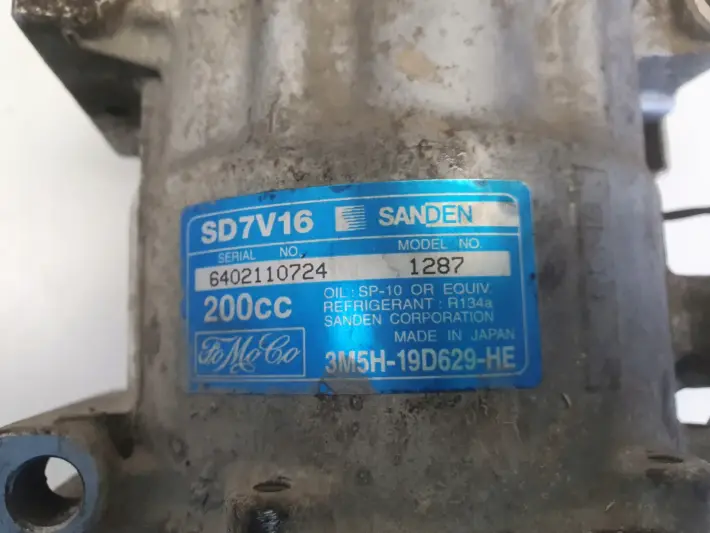 SD7V16 SANDEN
SERIAL NO. MODEL NO.
6402110724 1287
200cc
OIL : SP-10 OR EQUIV.
REFRIGERANT : R134a
SANDEN CORPORATION
MADE IN JAPAN
FoMoCo 3M5H-19D629-HE